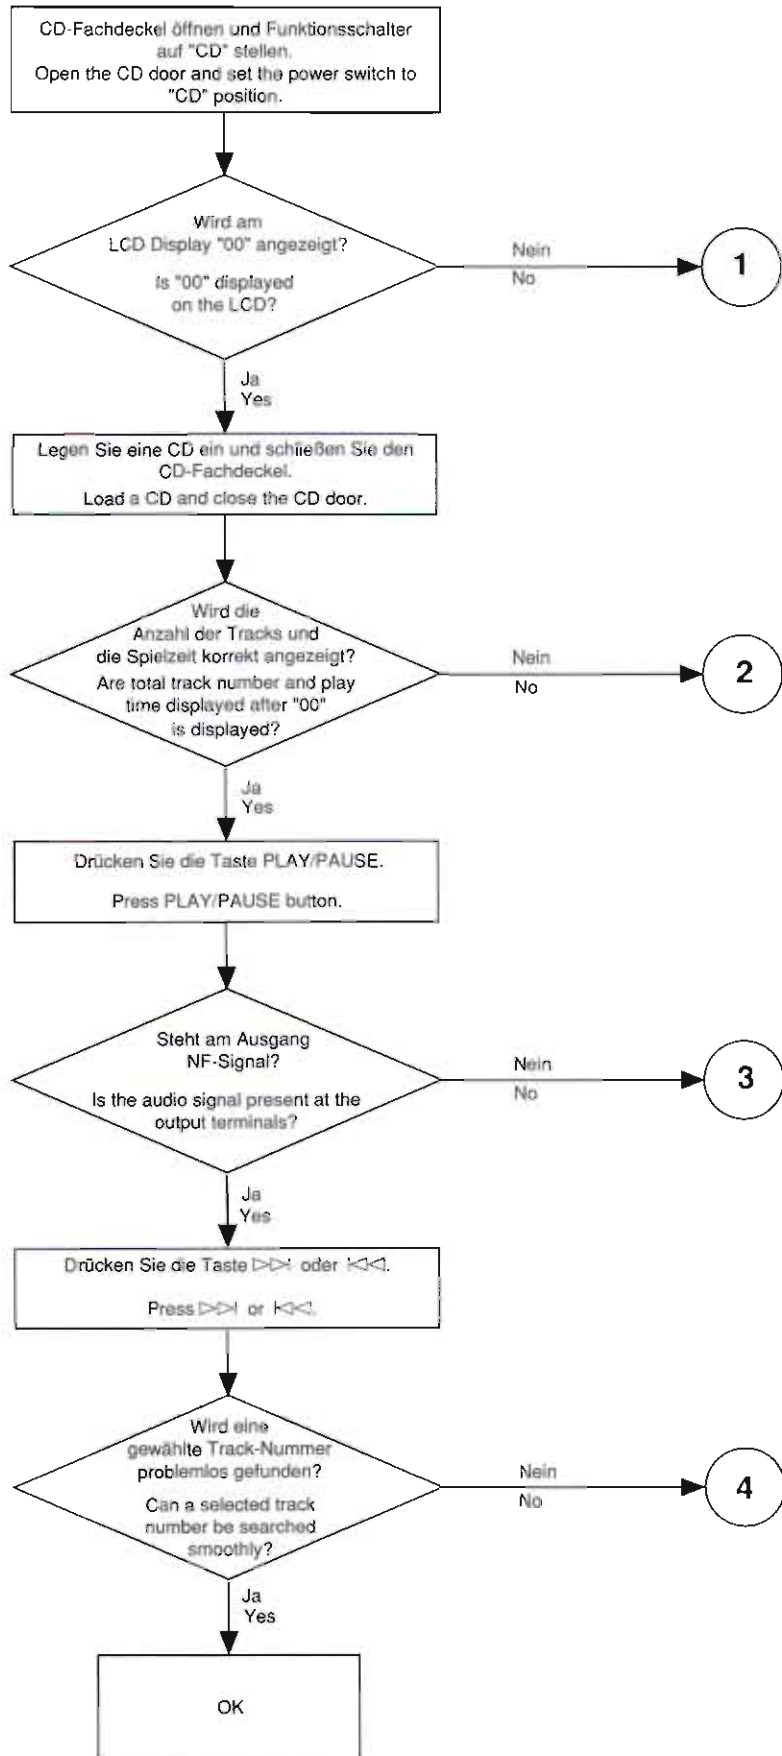 CD-Fachdeckel öffnen und Funktionsschalter
auf "CD" stellen.
Open the CD door and set the power switch to
"CD" position.
Wird am
LCD Display "00" angezeigt?
Is "00" displayed
on the LCD?
Nein
No
1
Ja
Yes
Legen Sie eine CD ein und schließen Sie den
CD-Fachdeckel.
Load a CD and close the CD door.
Wird die
Anzahl der Tracks und
die Spielzeit korrekt angezeigt?
Are total track number and play
time displayed after "00"
is displayed?
Nein
No
2
Ja
Yes
Drücken Sie die Taste PLAY/PAUSE.
Press PLAY/PAUSE button.
Steht am Ausgang
NF-Signal?
Is the audio signal present at the
output terminals?
Nein
No
3
Ja
Yes
Drücken Sie die Taste ▷▷| oder |◁◁.
Press ▷▷| or |◁◁.
Wird eine
gewählte Track-Nummer
problemlos gefunden?
Can a selected track
number be searched
smoothly?
Nein
No
4
Ja
Yes
OK